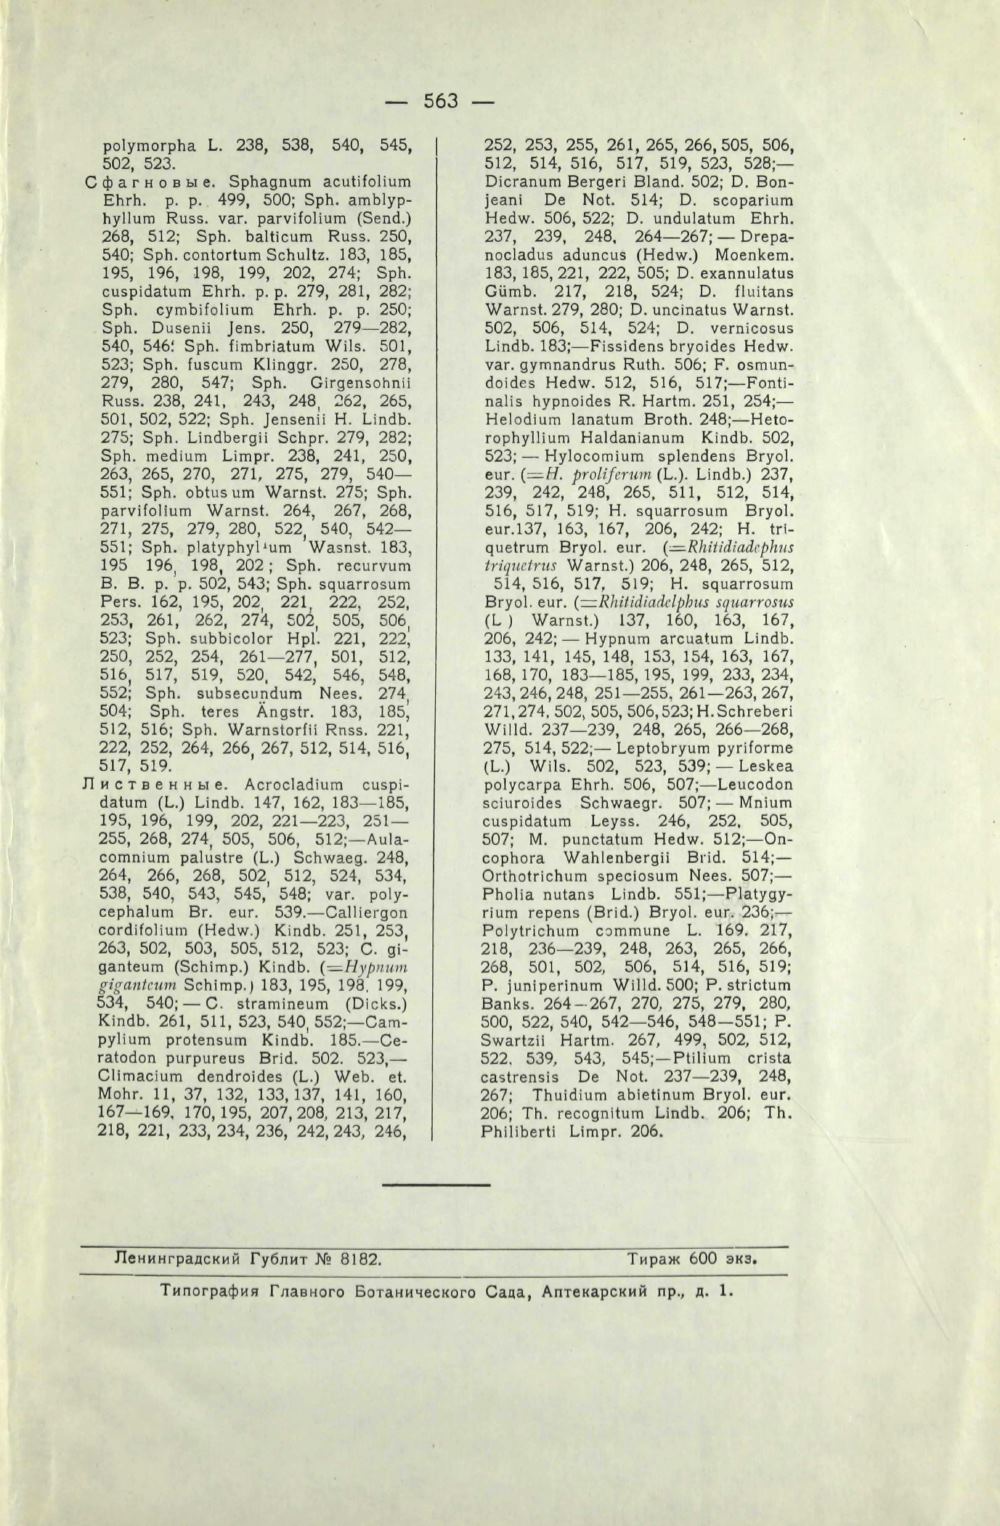 — 563 —
polymorpha L. 238, 538, 540, 545,
502, 523.
Сфагновые. Sphagnum acutifolium
Ehrh. p. p. 499, 500; Sph. amblyp-
hyllum Russ. var. parvifolium (Send.)
268, 512; Sph. balticum Russ. 250,
540; Sph. contortum Schultz. 183, 185,
195, 196, 198, 199, 202, 274; Sph.
cuspidatum Ehrh. p. p. 279, 281, 282;
Sph. cymbifolium Ehrh. p. p. 250;
Sph. Dusenii Jens. 250, 279—282,
540, 546: Sph. fimbriatum Wils. 501,
523; Sph. fuscum Klinggr. 250, 278,
279, 280, 547; Sph. Girgensohnii
Russ. 238, 241, 243, 248, 262, 265,
501, 502, 522; Sph. Jensenii H. Lindb.
275; Sph. Lindbergii Schpr. 279, 282;
Sph. medium Limpr. 238, 241, 250,
263, 265, 270, 271, 275, 279, 540—
551; Sph. obtusum Warnst. 275; Sph.
parvifolium Warnst. 264, 267, 268,
271, 275, 279, 280, 522, 540, 542—
551; Sph. platyphyllum Wasnst. 183,
195 196, 198, 202; Sph. recurvum
B. B. p. p. 502, 543; Sph. squarrosum
Pers. 162, 195, 202, 221, 222, 252,
253, 261, 262, 274, 502, 505, 506,
523; Sph. subbicolor Hpl. 221, 222,
250, 252, 254, 261—277, 501, 512,
516, 517, 519, 520, 542, 546, 548,
552; Sph. subsecundum Nees. 274,
504; Sph. teres Ängstr. 183, 185,
512, 516; Sph. Warnstorfii Rnss. 221,
222, 252, 264, 266, 267, 512, 514, 516,
517, 519.
Лиственные. Acrocladium cuspi-
datum (L.) Lindb. 147, 162, 183—185,
195, 196, 199, 202, 221—223, 251—
255, 268, 274, 505, 506, 512;—Aula-
comnium palustre (L.) Schwaeg. 248,
264, 266, 268, 502, 512, 524, 534,
538, 540, 543, 545, 548; var. poly-
cephalum Br. eur. 539.—Calliergon
cordifolium (Hedw.) Kindb. 251, 253,
263, 502, 503, 505, 512, 523; C. gi-
ganteum (Schimp.) Kindb. (=Hypnum
giganteum Schimp.) 183, 195, 198, 199,
534, 540;—C. stramineum (Dicks.)
Kindb. 261, 511, 523, 540, 552;—Cam-
pylium protensum Kindb. 185.—Ce-
ratodon purpureus Brid. 502. 523,—
Climacium dendroides (L.) Web. et.
Mohr. 11, 37, 132, 133, 137, 141, 160,
167—169, 170, 195, 207, 208, 213, 217,
218, 221, 233, 234, 236, 242, 243, 246,
252, 253, 255, 261, 265, 266, 505, 506,
512, 514, 516, 517, 519, 523, 528;—
Dicranum Bergeri Bland. 502; D. Bon-
jeani De Not. 514; D. scoparium
Hedw. 506, 522; D. undulatum Ehrh.
237, 239, 248, 264—267;—Drepa-
nocladus aduncus (Hedw.) Moenkem.
183, 185, 221, 222, 505; D. exannulatus
Gümb. 217, 218, 524; D. fluitans
Warnst. 279, 280; D. uncinatus Warnst.
502, 506, 514, 524; D. vernicosus
Lindb. 183;—Fissidens bryoides Hedw.
var. gymnandrus Ruth. 506; F. osmun-
doides Hedw. 512, 516, 517;—Fonti-
nalis hypnoides R. Hartm. 251, 254;—
Helodium lanatum Broth. 248;—Heto-
rophyllium Haldanianum Kindb. 502,
523;—Hylocomium splendens Bryol.
eur. (=H. proliferum (L.). Lindb.) 237,
239, 242, 248, 265, 511, 512, 514,
516, 517, 519; H. squarrosum Bryol.
eur.137, 163, 167, 206, 242; H. tri-
quetrum Bryol. eur. (=Rhitidiadephus
triquetrus Warnst.) 206, 248, 265, 512,
514, 516, 517, 519; H. squarrosum
Bryol. eur. (=Rhitidiadelphus squarrosus
(L ) Warnst.) 137, 160, 163, 167,
206, 242;—Hypnum arcuatum Lindb.
133, 141, 145, 148, 153, 154, 163, 167,
168, 170, 183—185, 195, 199, 233, 234,
243, 246, 248, 251—255, 261—263, 267,
271, 274, 502, 505, 506, 523; H. Schreberi
Willd. 237—239, 248, 265, 266—268,
275, 514, 522;—Leptobryum pyriforme
(L.) Wils. 502, 523, 539;—Leskea
polycarpa Ehrh. 506, 507;—Leucodon
sciuroides Schwaegr. 507;—Mnium
cuspidatum Leyss. 246, 252, 505,
507; M. punctatum Hedw. 512;—On-
cophora Wahlenbergii Brid. 514;—
Orthotrichum speciosum Nees. 507;—
Pholia nutans Lindb. 551;—Platygy-
rium repens (Brid.) Bryol. eur. 236;—
Polytrichum commune L. 169, 217,
218, 236—239, 248, 263, 265, 266,
268, 501, 502, 506, 514, 516, 519;
P. juniperinum Willd. 500; P. strictum
Banks. 264-267, 270, 275, 279, 280,
500, 522, 540, 542—546, 548—551; P.
Swartzii Hartm. 267, 499, 502, 512,
522, 539, 543, 545;—Ptilium crista
castrensis De Not. 237—239, 248,
267; Thuidium abietinum Bryol. eur.
206; Th. recognitum Lindb. 206; Th.
Philiberti Limpr. 206.
Ленинградский Гублит № 8182. Тираж 600 экз.
Типография Главного Ботанического Сада, Аптекарский пр., д. 1.